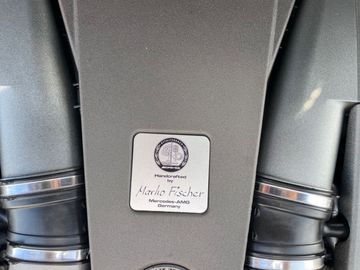 Handcrafted
by
Marko Fischer
Mercedes-AMG
Germany